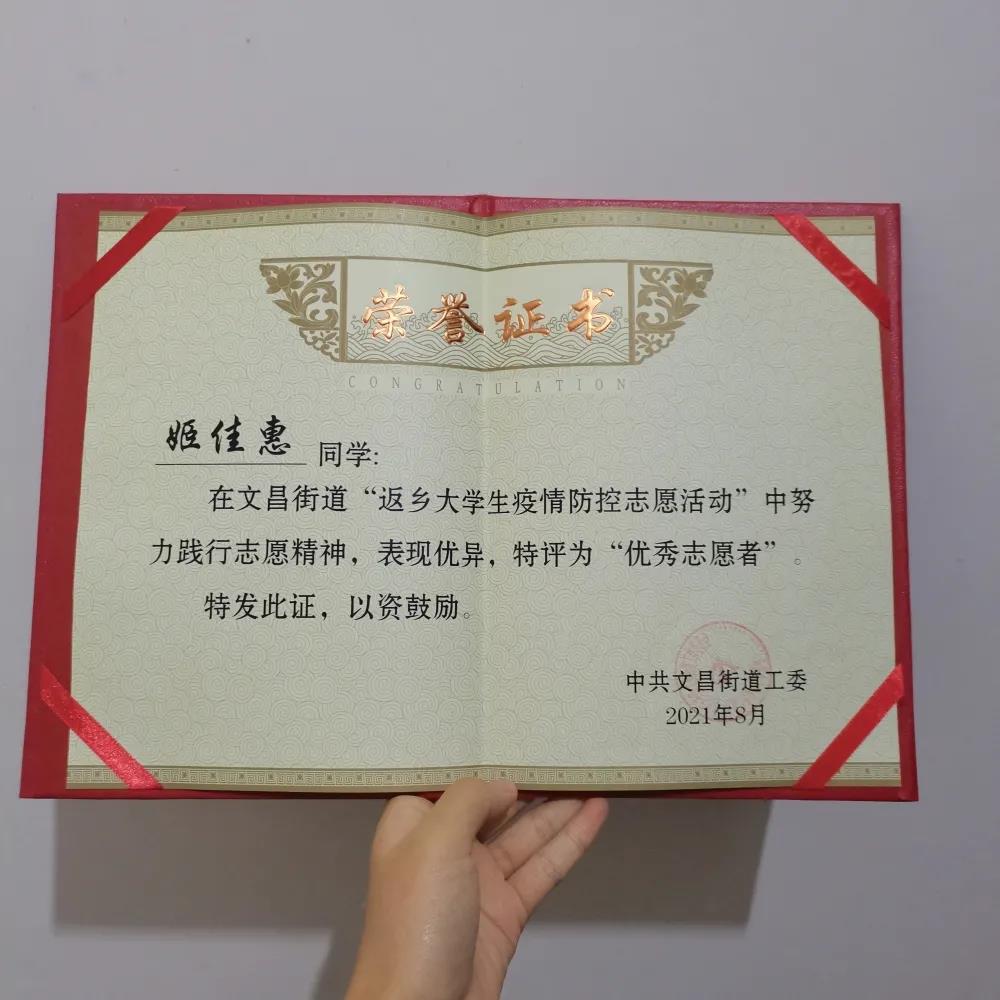 荣誉证书
CONGRATULATION
姬佳惠 同学:
在文昌街道“返乡大学生疫情防控志愿活动”中努
力践行志愿精神，表现优异，特评为“优秀志愿者”。
特发此证，以资鼓励。
中共文昌街道工委
2021年8月